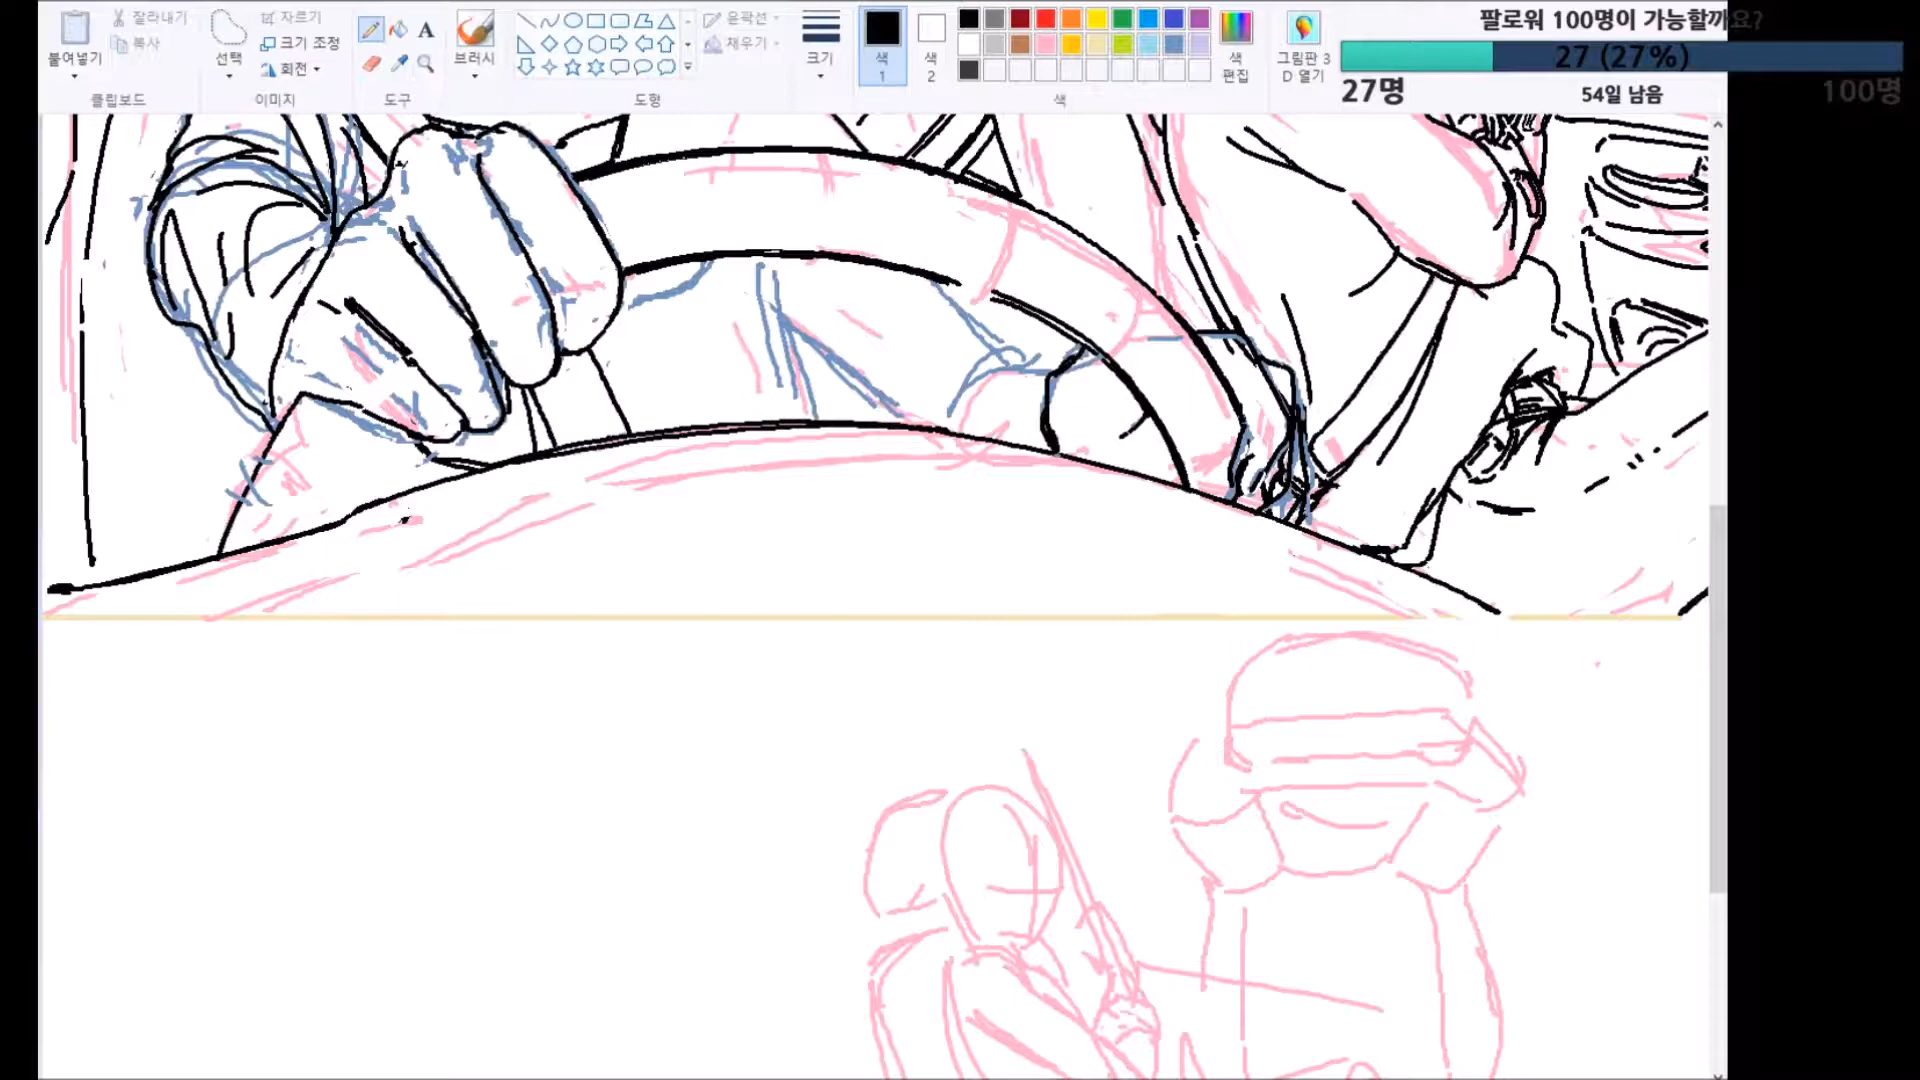 붙여넣기
잘라내기
복사
클립보드
선택
자르기
크기 조정
회전
이미지
A
도구
브러시
도형
윤곽선
채우기
크기
색
1
색
2
색
색
편집
그림판 3
D 열기
팔로워 100명이 가능할까요?
27 (27%)
27명
54일 남음
100명